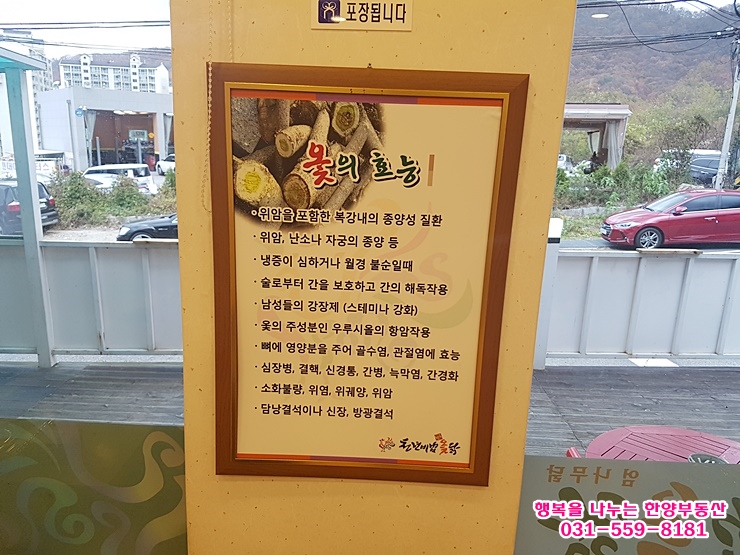 포장됩니다
옻의 효능
· 위암을 포함한 복강내의 종양성 질환
· 위암, 난소나 자궁의 종양 등
· 냉증이 심하거나 월경 불순일때
· 술로부터 간을 보호하고 간의 해독작용
· 남성들의 강장제 (스테미나 강화)
· 옻의 주성분인 우루시올의 항암작용
· 뼈에 영양분을 주어 골수염, 관절염에 효능
· 심장병, 결핵, 신경통, 간병, 늑막염, 간경화
· 소화불량, 위염, 위궤양, 위암
· 담낭결석이나 신장, 방광결석
엄나무닭
행복을 나누는 한양부동산
031-559-8181